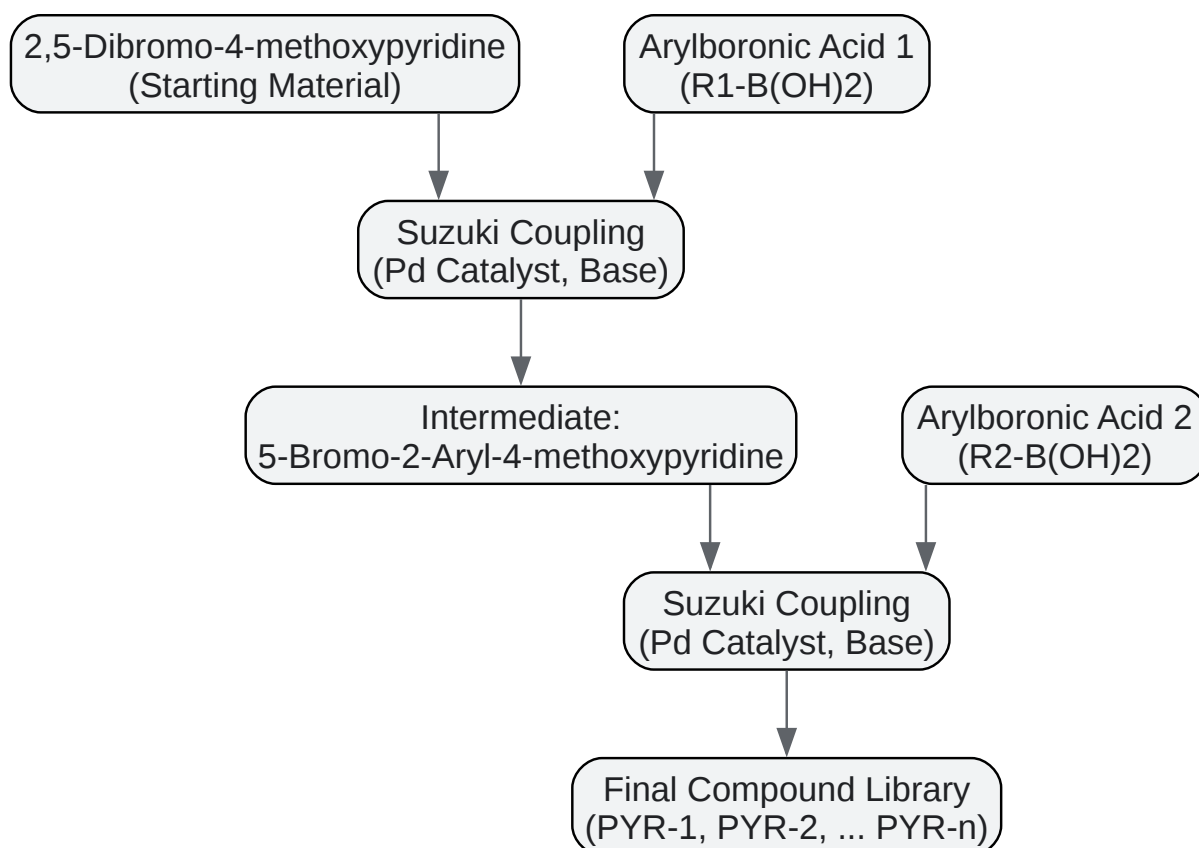 2,5-Dibromo-4-methoxypyridine
(Starting Material)
Arylboronic Acid 1
(R1-B(OH)2)
Suzuki Coupling
(Pd Catalyst, Base)
Intermediate:
5-Bromo-2-Aryl-4-methoxypyridine
Arylboronic Acid 2
(R2-B(OH)2)
Suzuki Coupling
(Pd Catalyst, Base)
Final Compound Library
(PYR-1, PYR-2, ... PYR-n)